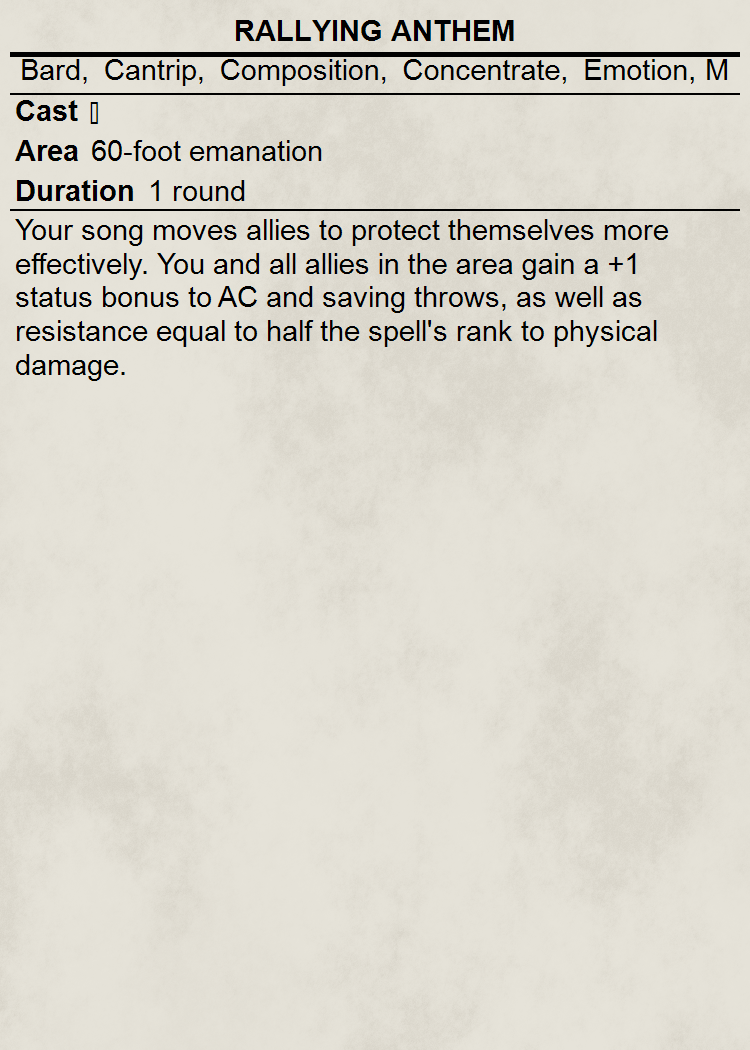 RALLYING ANTHEM
Bard, Cantrip, Composition, Concentrate, Emotion, M
Cast
Area 60-foot emanation
Duration 1 round
Your song moves allies to protect themselves more
effectively. You and all allies in the area gain a +1
status bonus to AC and saving throws, as well as
resistance equal to half the spell's rank to physical
damage.